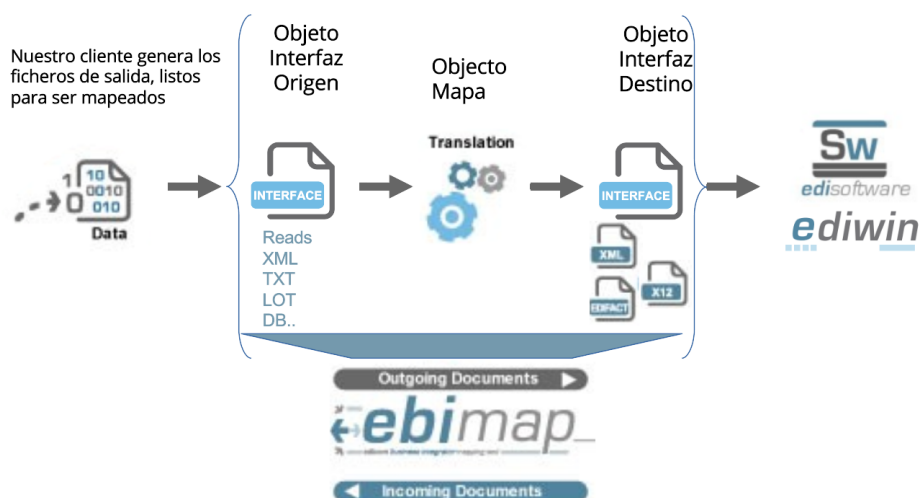 Nuestro cliente genera los
ficheros de salida, listos
para ser mapeados
1 10
0010
0 010
Data
Objeto
Interfaz
Origen
INTERFACE
Reads
XML
TXT
LOT
DB..
Objecto
Mapa
Translation
Objeto
Interfaz
Destino
INTERFACE
XML
X12
EDIFACT
Sw
edisoftware
ediwin
Outgoing Documents
ebimap_
Incoming Documents